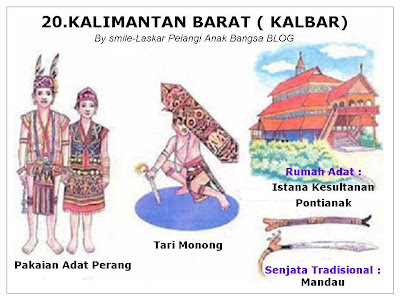 20.KALIMANTAN BARAT ( KALBAR)
By smile-Laskar Pelangi Anak Bangsa BLOG
Rumah Adat :
Istana Kesultanan
Pontianak
Tari Monong
Pakaian Adat Perang
Senjata Tradisional :
Mandau